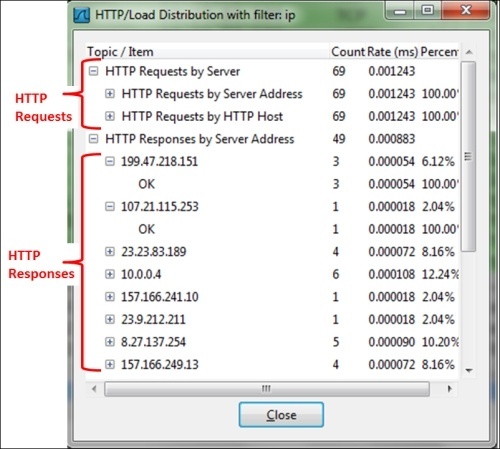 HTTP/Load Distribution with filter: ip
Topic / Item Count Rate (ms) Percen
HTTP Requests by Server 69 0.001243
HTTP Requests by Server Address 69 0.001243 100.00
HTTP Requests by HTTP Host 69 0.001243 100.00
HTTP Responses by Server Address 49 0.000883
199.47.218.151 3 0.000054 6.12%
OK 3 0.000054 100.00
107.21.115.253 1 0.000018 2.04%
OK 1 0.000018 100.00
23.23.83.189 4 0.000072 8.16%
10.0.0.4 6 0.000108 12.24%
157.166.241.10 1 0.000018 2.04%
23.9.212.211 1 0.000018 2.04%
8.27.137.254 5 0.000090 10.20%
157.166.249.13 4 0.000072 8.16%
Close
HTTP
Requests
HTTP
Responses